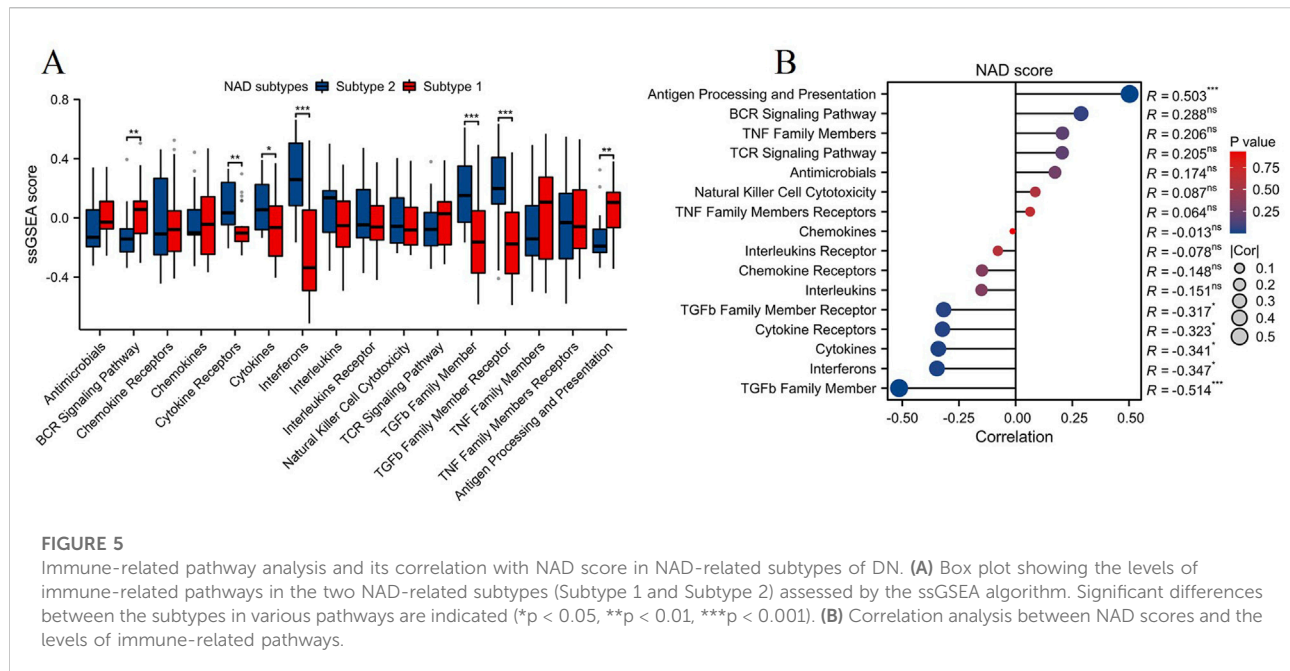 A
NAD subtypes Subtype 2 Subtype 1
ssGSEA score
0.8
0.4
0.0
-0.4
**
**
*
***
***
***
**
Antimicrobials
BCR Signaling Pathway
Chemokine Receptors
Chemokines
Cytokine Receptors
Cytokines
Interferons
Interleukins
Interleukins Receptor
Natural Killer Cell Cytotoxicity
TCR Signaling Pathway
TGFb Family Member
TGFb Family Member Receptor
TNF Family Members
TNF Family Members Receptors
Antigen Processing and Presentation
B
NAD score
Antigen Processing and Presentation R = 0.503***
BCR Signaling Pathway R = 0.288ns
TNF Family Members R = 0.206ns
TCR Signaling Pathway R = 0.205ns
Antimicrobials R = 0.174ns
Natural Killer Cell Cytotoxicity R = 0.087ns
TNF Family Members Receptors R = 0.064ns
Chemokines R = -0.013ns
Interleukins Receptor R = -0.078ns
Chemokine Receptors R = -0.148ns
Interleukins R = -0.151ns
TGFb Family Member Receptor R = -0.317*
Cytokine Receptors R = -0.323*
Cytokines R = -0.341*
Interferons R = -0.347*
TGFb Family Member R = -0.514***
-0.50 -0.25 0.00 0.25 0.50
Correlation
P value
0.75
0.50
0.25
|Cor|
0.1
0.2
0.3
0.4
0.5
FIGURE 5
Immune-related pathway analysis and its correlation with NAD score in NAD-related subtypes of DN. (A) Box plot showing the levels of
immune-related pathways in the two NAD-related subtypes (Subtype 1 and Subtype 2) assessed by the ssGSEA algorithm. Significant differences
between the subtypes in various pathways are indicated (*p < 0.05, **p < 0.01, ***p < 0.001). (B) Correlation analysis between NAD scores and the
levels of immune-related pathways.